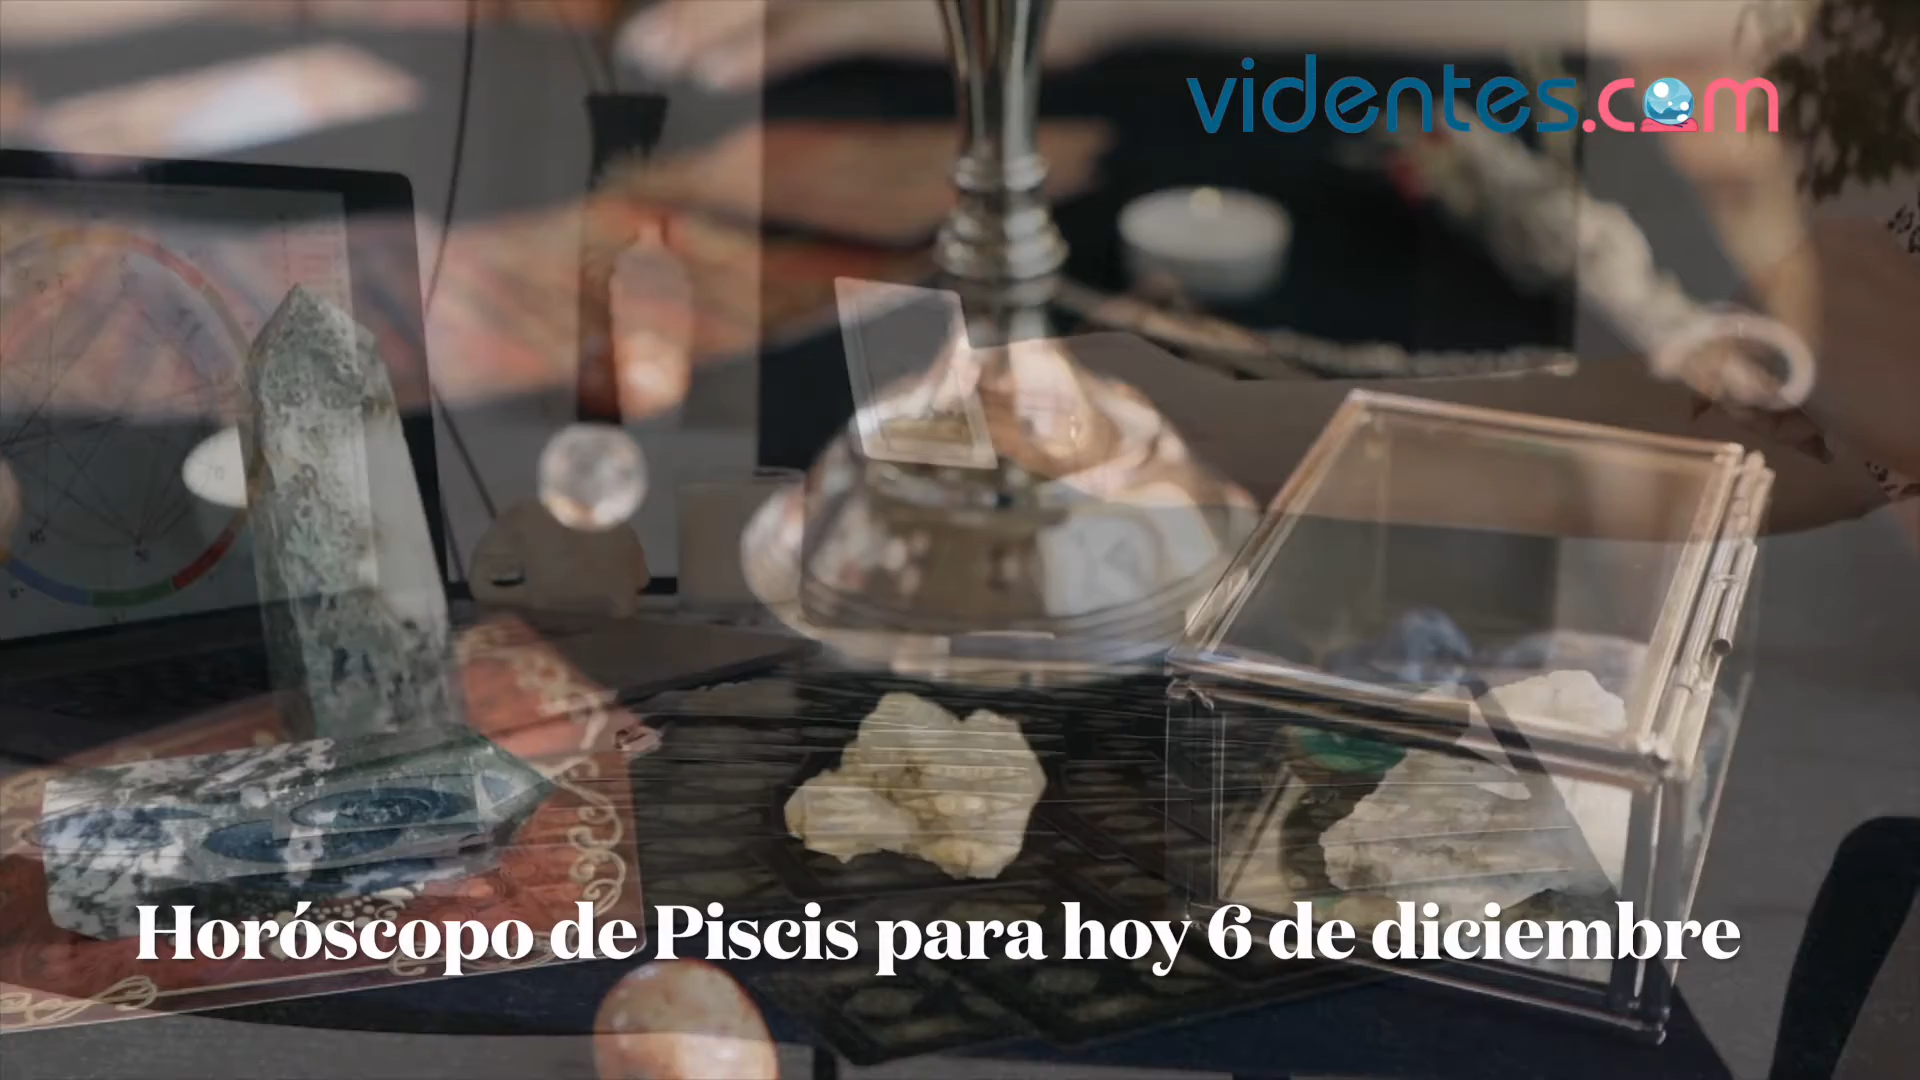 videntes.com
Horóscopo de Piscis para hoy 6 de diciembre